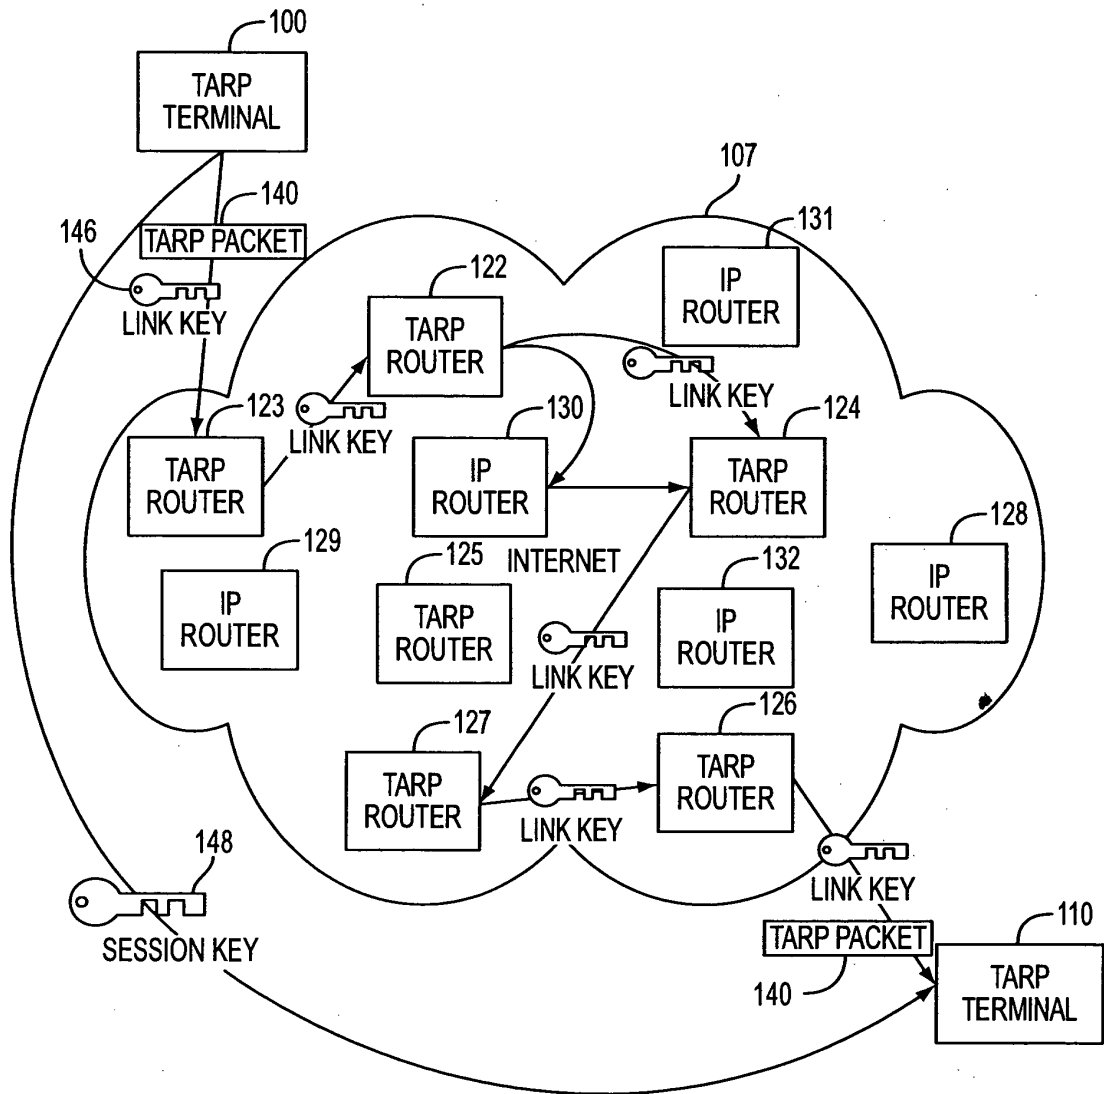 100
TARP
TERMINAL
107
140
TARP PACKET
146
LINK KEY
131
IP
ROUTER
122
TARP
ROUTER
LINK KEY
123
TARP
ROUTER
LINK KEY
130
IP
ROUTER
124
TARP
ROUTER
129
IP
ROUTER
125
TARP
ROUTER
INTERNET
132
IP
ROUTER
128
IP
ROUTER
LINK KEY
127
TARP
ROUTER
126
TARP
ROUTER
LINK KEY
148
SESSION KEY
LINK KEY
TARP PACKET
140
110
TARP
TERMINAL